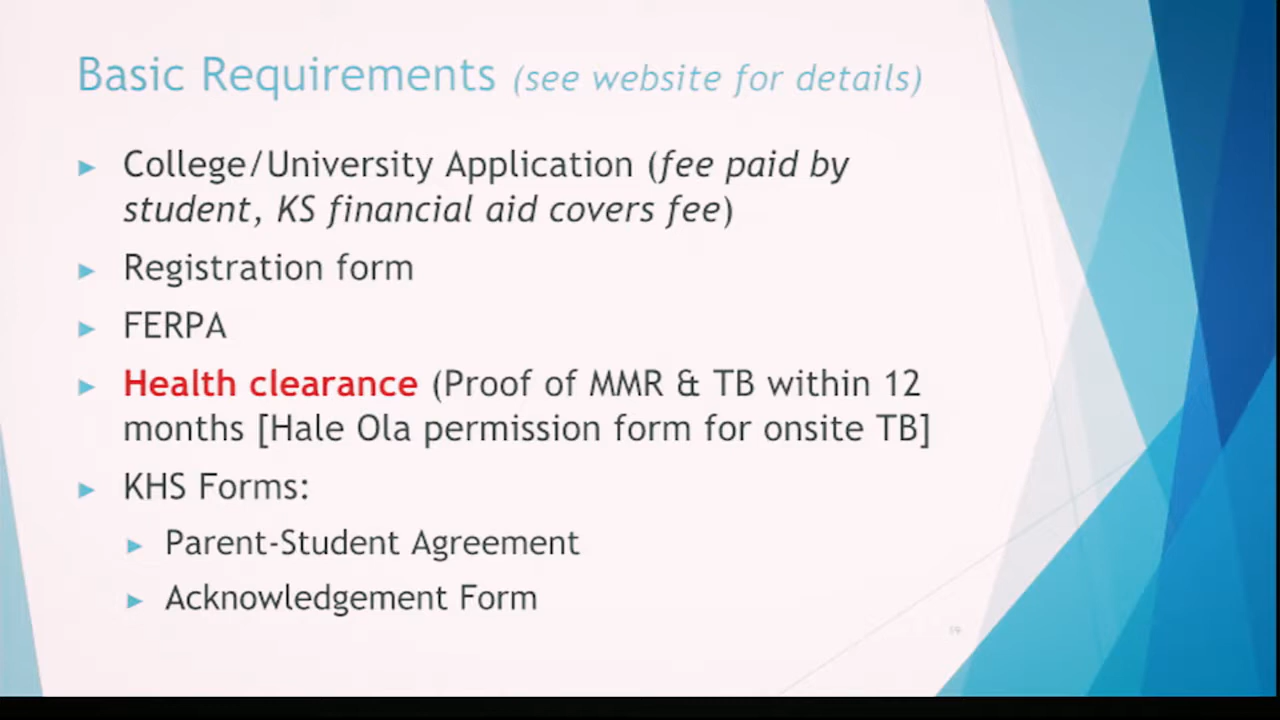 Basic Requirements (see website for details)
College/University Application (fee paid by
student, KS financial aid covers fee)
Registration form
FERPA
Health clearance (Proof of MMR & TB within 12
months [Hale Ola permission form for onsite TB]
KHS Forms:
Parent-Student Agreement
Acknowledgement Form